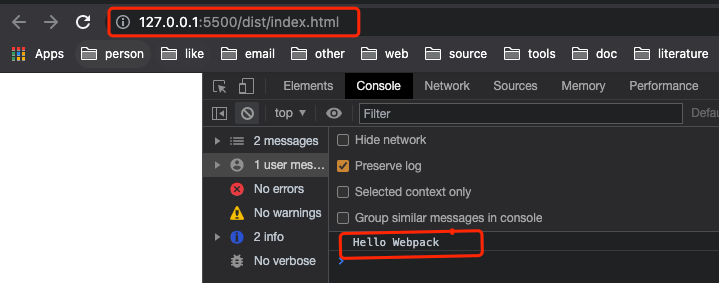 127.0.0.1:5500/dist/index.html
Apps person like email other web source tools doc literature
Elements Console Network Sources Memory Performance
top ▼ Filter Defau
2 messages
1 user mes...
No errors
No warnings
2 info
No verbose
Hide network
Preserve log
Selected context only
Group similar messages in console
Hello Webpack